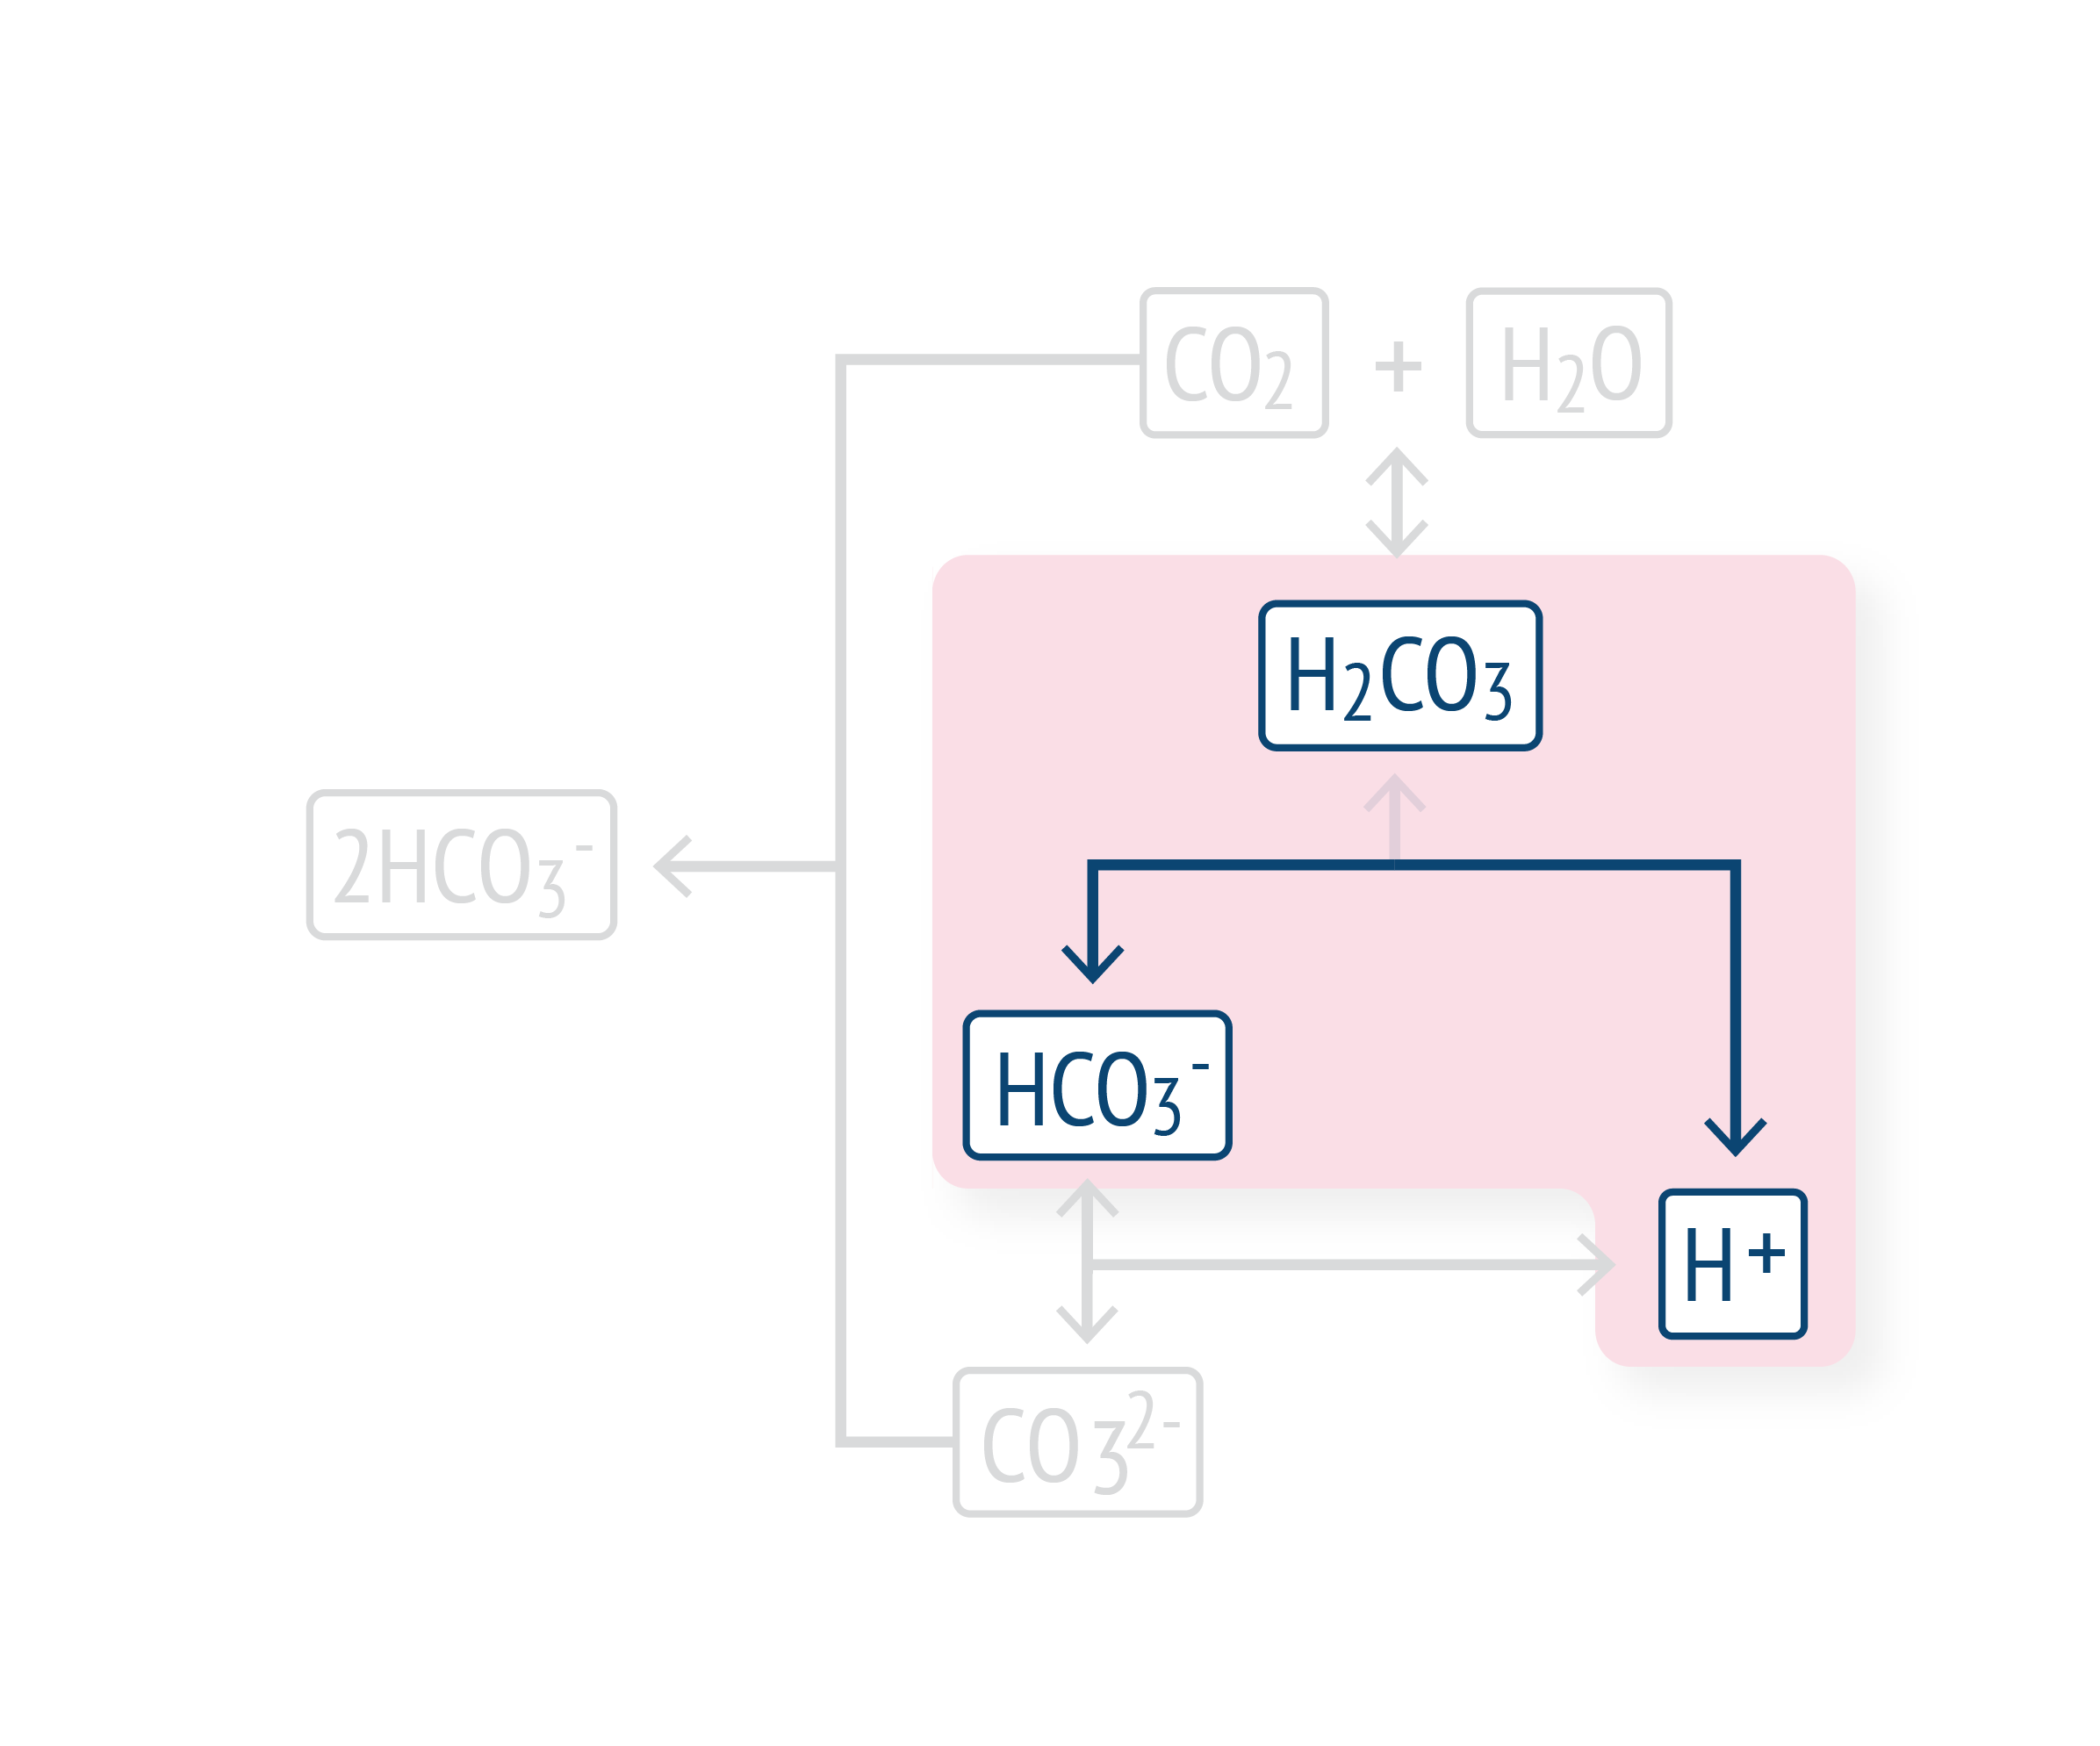 CO₂ + H₂O
H₂CO₃
2HCO₃⁻
HCO₃⁻
H⁺
CO₃²⁻